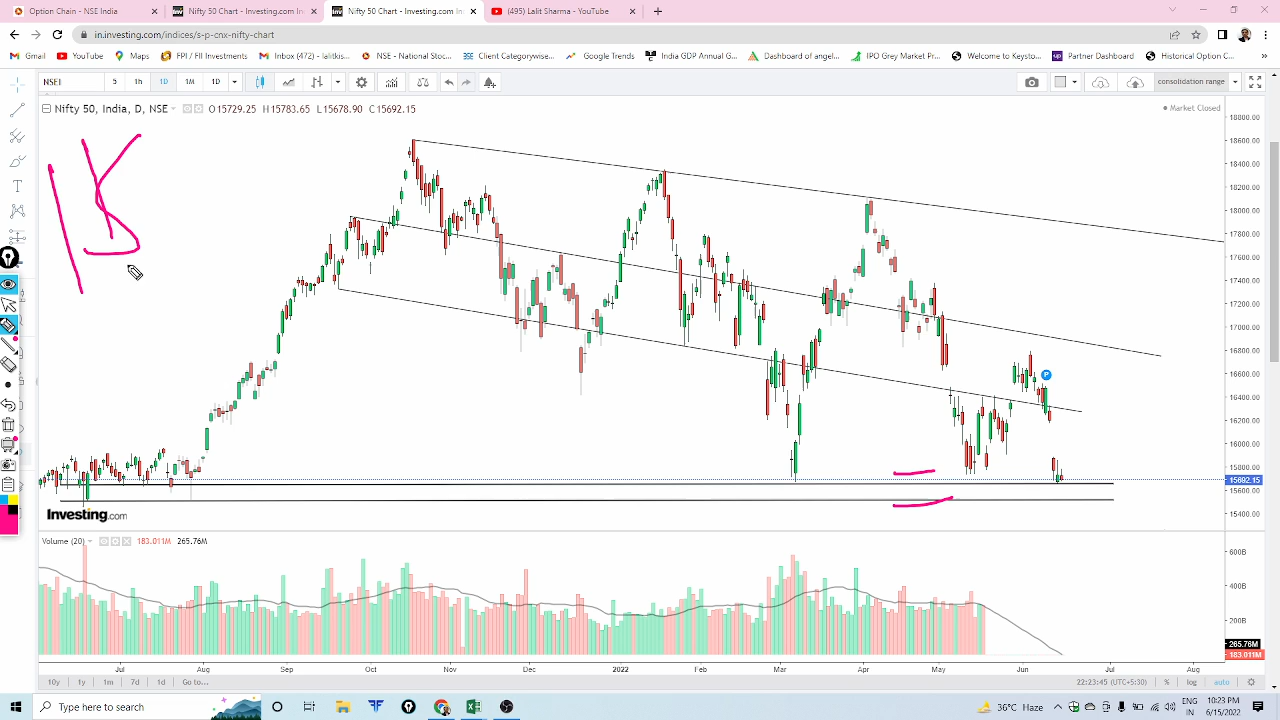 Option Chain - NSE India
Nifty 50 Chart - Investing.com Inc
Nifty 50 Chart - Investing.com Inc
(495) Lalit Sharma - YouTube
in.investing.com/indices/s-p-cnx-nifty-chart
Gmail
YouTube
Maps
FPI / FII Investments
Inbox (472) - lalitkis...
NSE - National Stoc...
Client Categorywise...
Google Trends
India GDP Annual G...
Dashboard of angel...
IPO Grey Market Pr...
Welcome to Keysto...
Partner Dashboard
Historical Option C...
NSEI
5
1h
1D
1M
1D
consolidation range
Nifty 50, India, D, NSE
O15729.25 H15783.65 L15678.90 C15692.15
Market Closed
18800.00
18600.00
18400.00
18200.00
18000.00
17800.00
17600.00
17400.00
17200.00
17000.00
16800.00
16600.00
16400.00
16200.00
16000.00
15800.00
15692.15
15600.00
15400.00
P
Investing.com
Volume (20)
183.011M 265.76M
600B
400B
200B
265.76M
183.011M
Jul Aug Sep Oct Nov Dec 2022 Feb Mar Apr May Jun Jul Aug
10y 1y 1m 7d 1d Go to...
22:23:45 (UTC+5:30)
% log auto
Type here to search
36°C Haze
ENG
IN
10:23 PM
6/15/2022